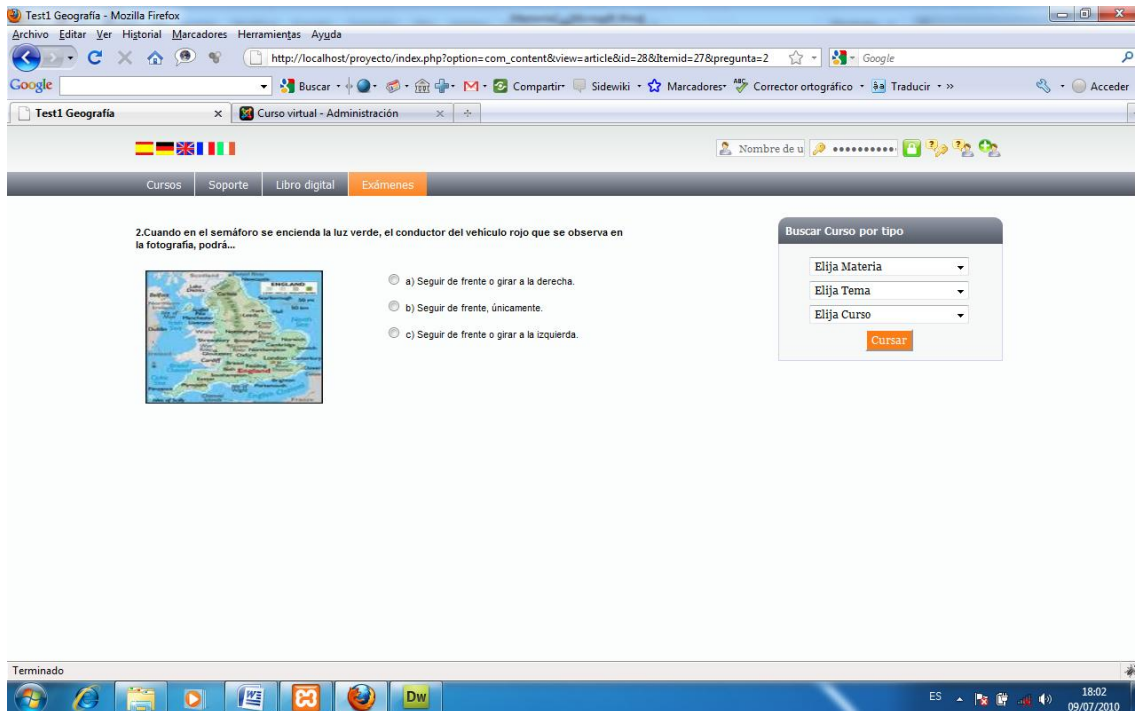 Test1 Geografía - Mozilla Firefox
Archivo Editar Ver Historial Marcadores Herramientas Ayuda
http://localhost/proyecto/index.php?option=com_content&view=article&id=28&Itemid=27&pregunta=2
Google
Google Buscar Compartir Sidewiki Marcadores Corrector ortográfico Traducir » Acceder
Test1 Geografía Curso virtual - Administración
Nombre de u
Cursos Soporte Libro digital Exámenes
2.Cuando en el semáforo se encienda la luz verde, el conductor del vehículo rojo que se observa en
la fotografía, podrá...
a) Seguir de frente o girar a la derecha.
b) Seguir de frente, únicamente.
c) Seguir de frente o girar a la izquierda.
ENGLAND
England
Buscar Curso por tipo
Elija Materia
Elija Tema
Elija Curso
Cursar
Terminado
Dw
ES
18:02
09/07/2010